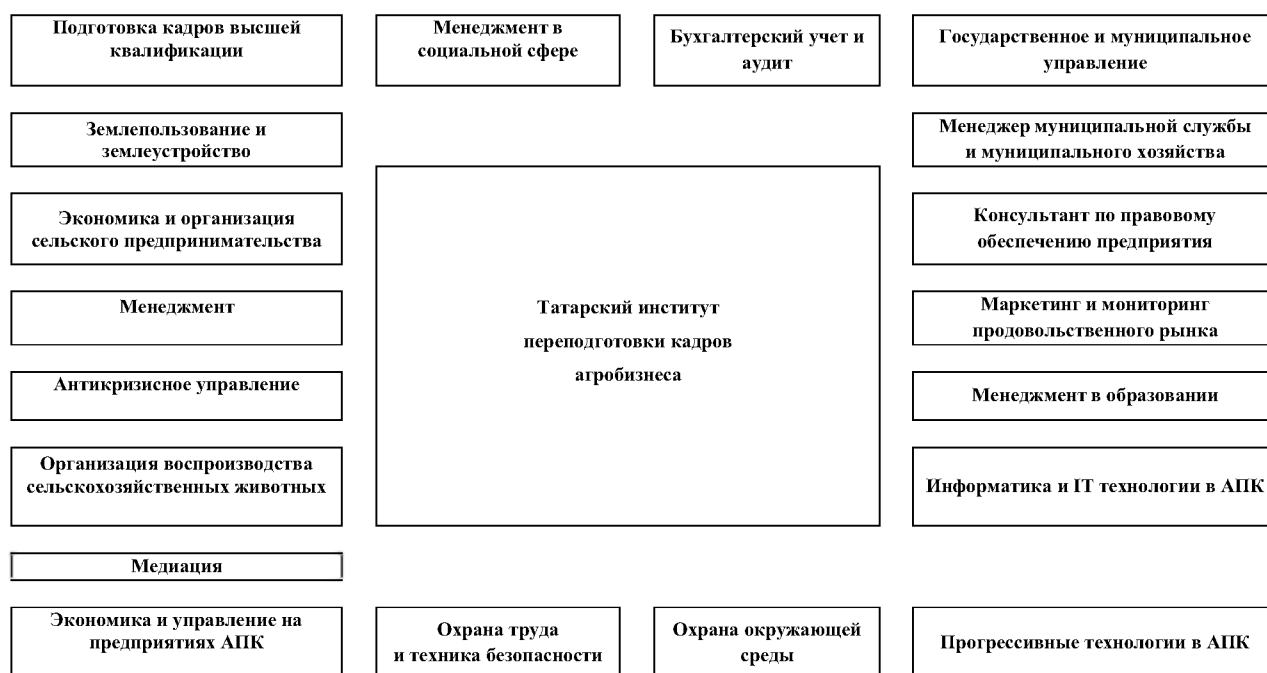 Подготовка кадров высшей
квалификации
Менеджмент в
социальной сфере
Бухгалтерский учет и
аудит
Государственное и муниципальное
управление
Землепользование и
землеустройство
Менеджер муниципальной службы
и муниципального хозяйства
Экономика и организация
сельского предпринимательства
Консультант по правовому
обеспечению предприятия
Менеджмент
Татарский институт
переподготовки кадров
агробизнеса
Маркетинг и мониторинг
продовольственного рынка
Антикризисное управление
Менеджмент в образовании
Организация воспроизводства
сельскохозяйственных животных
Информатика и IT технологии в АПК
Медиация
Экономика и управление на
предприятиях АПК
Охрана труда
и техника безопасности
Охрана окружающей
среды
Прогрессивные технологии в АПК